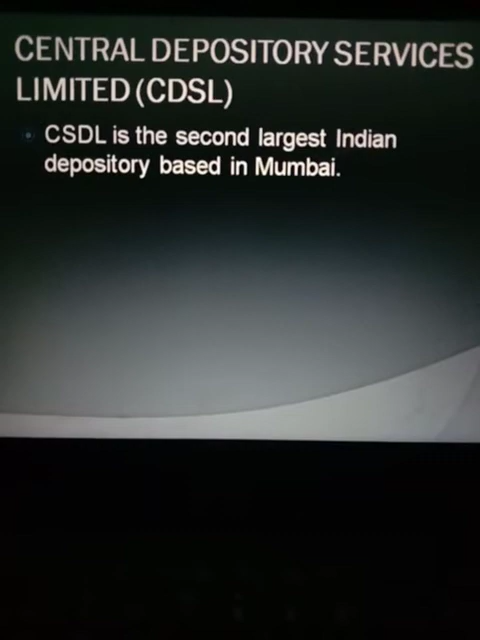 CENTRAL DEPOSITORY SERVICES
LIMITED (CDSL)
CSDL is the second largest Indian
depository based in Mumbai.